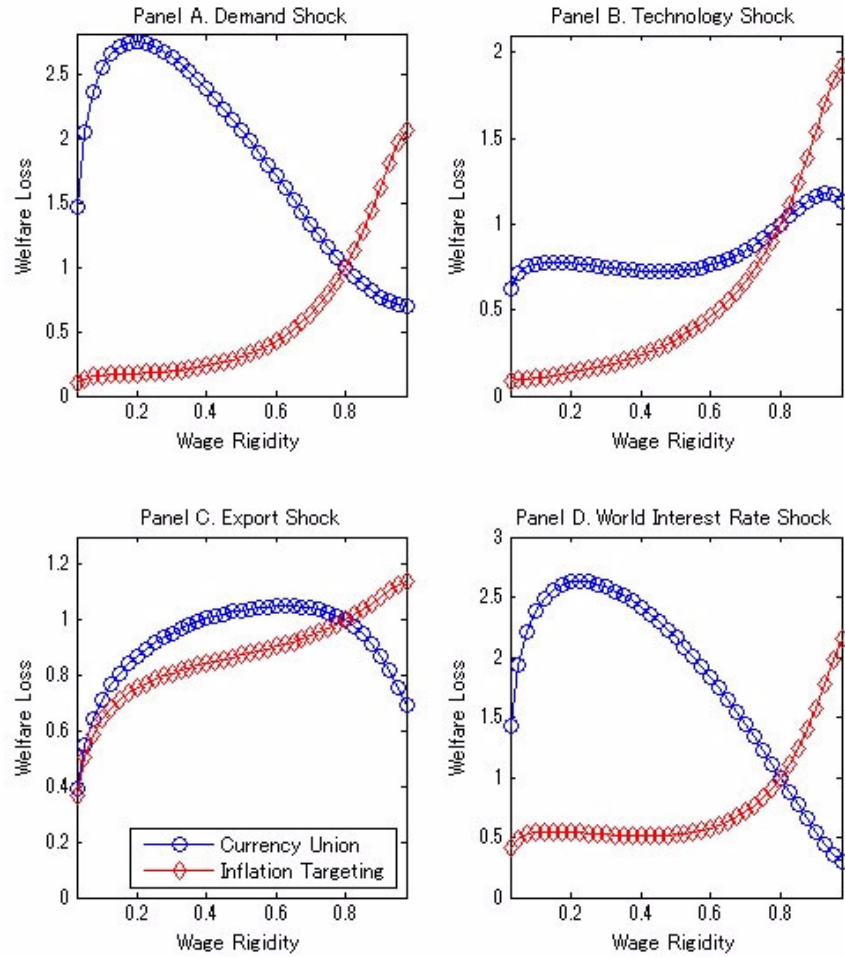 Panel A. Demand Shock
2.5
2
1.5
1
0.5
0
Welfare Loss
0.2 0.4 0.6 0.8
Wage Rigidity
Panel B. Technology Shock
2
1.5
1
0.5
0
Welfare Loss
0.2 0.4 0.6 0.8
Wage Rigidity
Panel C. Export Shock
1.2
1
0.8
0.6
0.4
0.2
0
Welfare Loss
Currency Union
Inflation Targeting
0.2 0.4 0.6 0.8
Wage Rigidity
Panel D. World Interest Rate Shock
3
2.5
2
1.5
1
0.5
0
Welfare Loss
0.2 0.4 0.6 0.8
Wage Rigidity